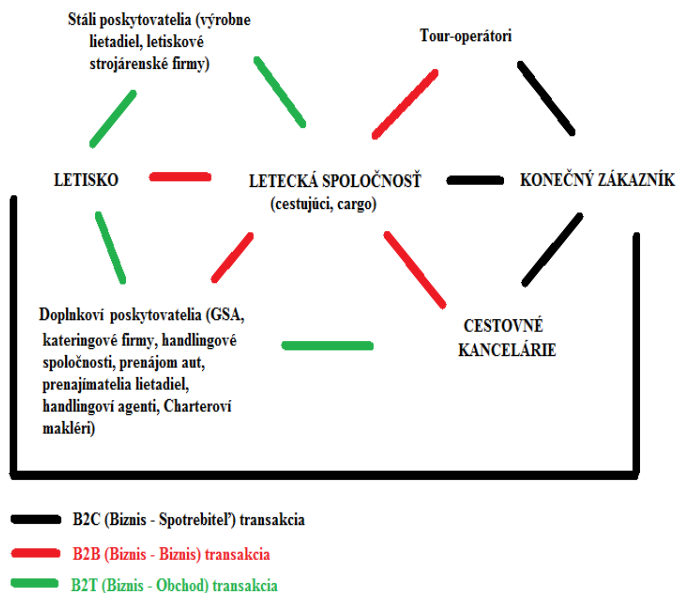 Stáli poskytovatelia (výrobne
lietadiel, letiskové
strojárenské firmy)
Tour-operátori
LETISKO
LETECKÁ SPOLOČNOSŤ
(cestujúci, cargo)
KONEČNÝ ZÁKAZNÍK
Doplnkoví poskytovatelia (GSA,
kateringové firmy, handlingové
spoločnosti, prenájom aut,
prenajímatelia lietadiel,
handlingoví agenti, Charteroví
makléri)
CESTOVNÉ
KANCELÁRIE
B2C (Biznis - Spotrebiteľ) transakcia
B2B (Biznis - Biznis) transakcia
B2T (Biznis - Obchod) transakcia